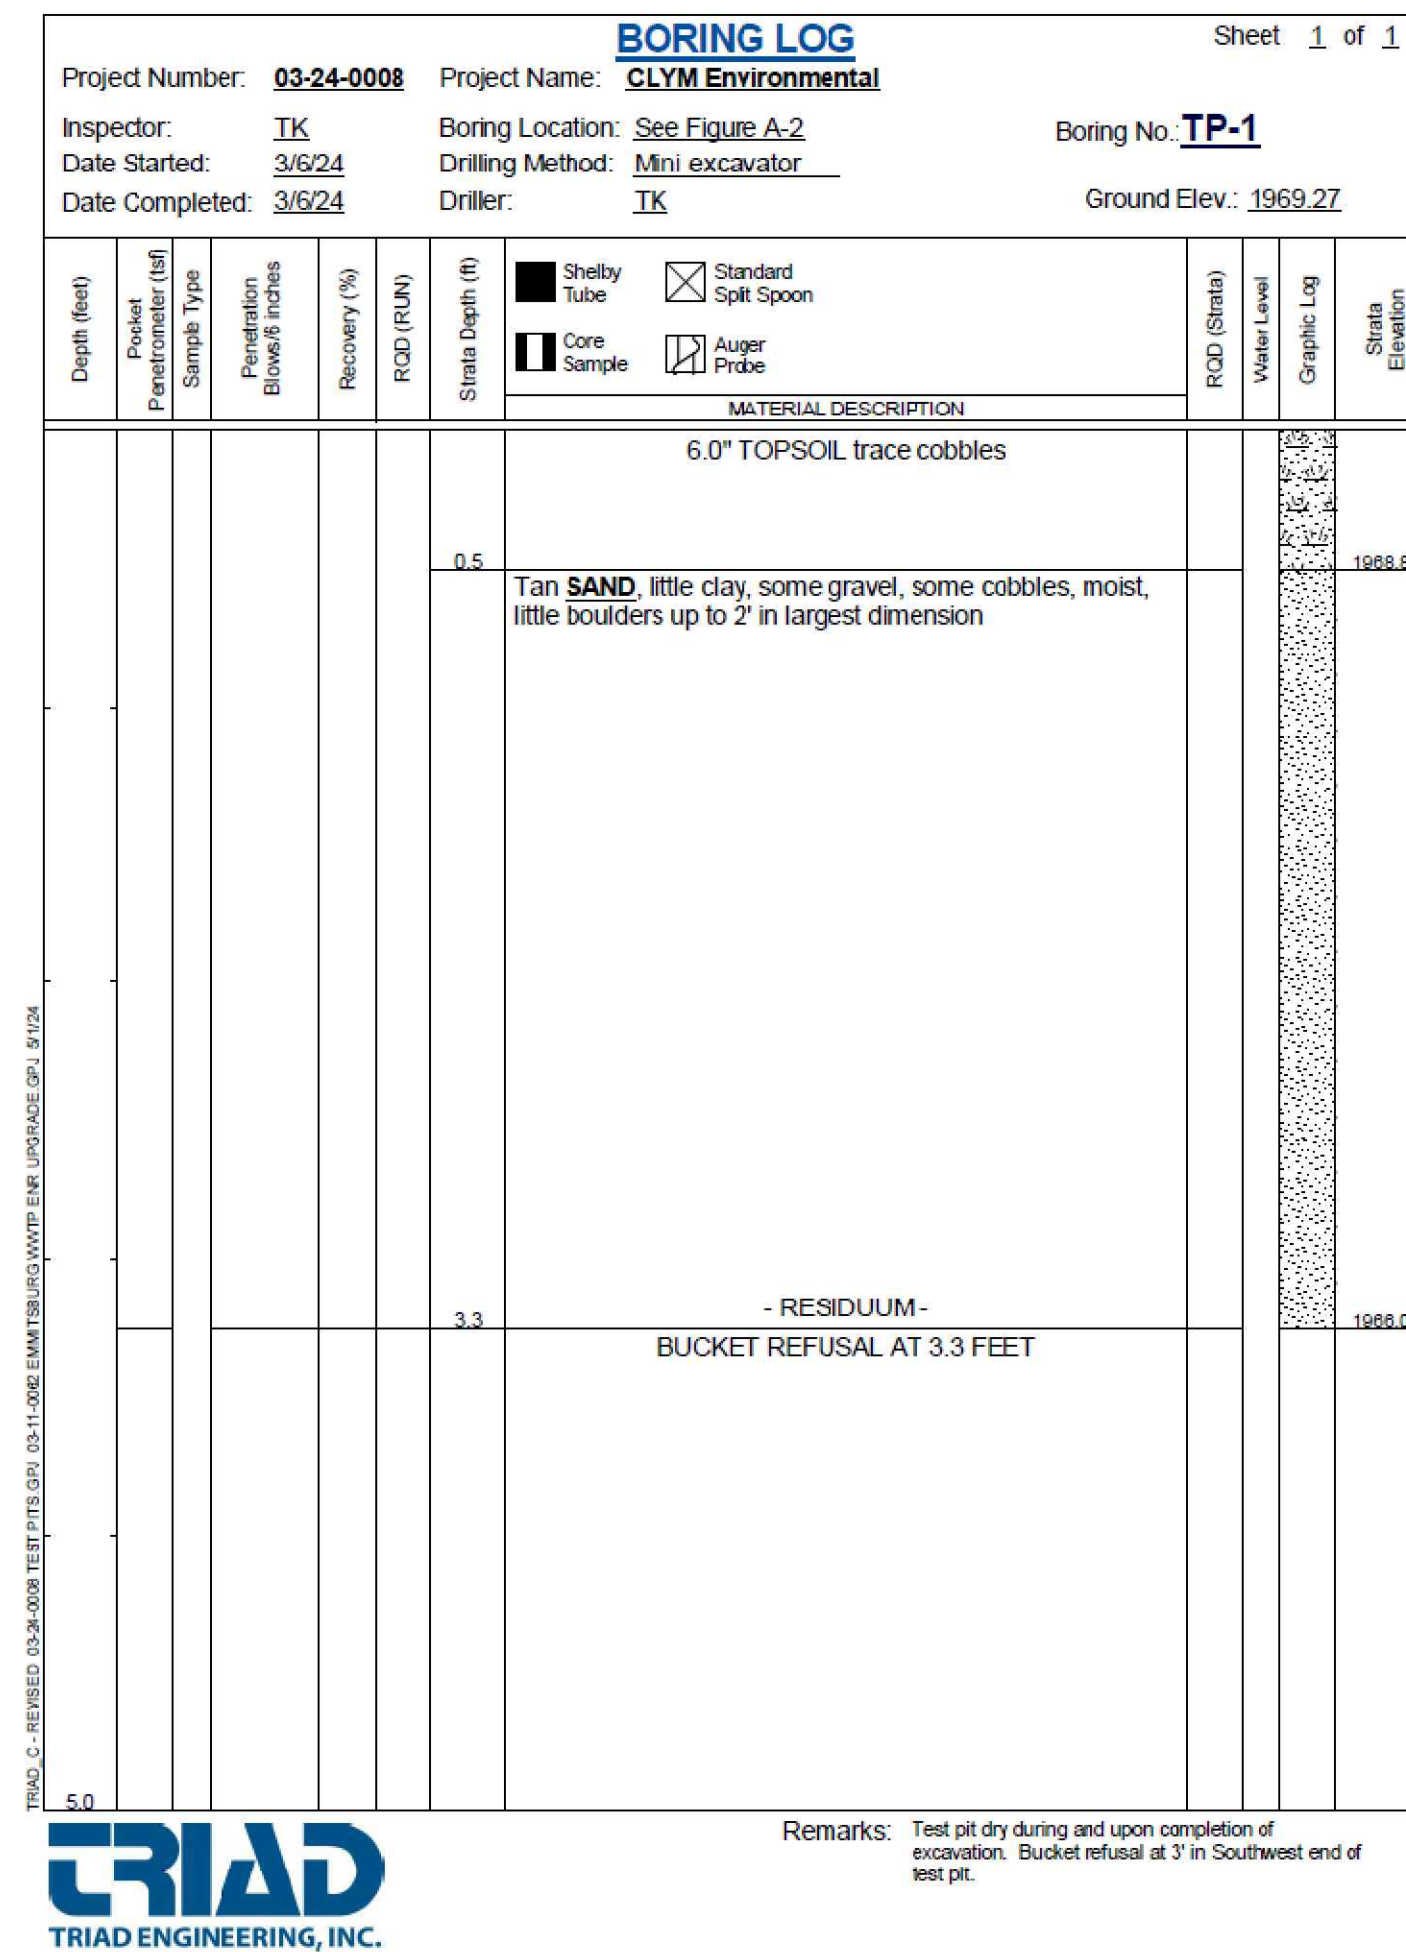 BORING LOG
Sheet 1 of 1
Project Number: 03-24-0008 Project Name: CLYM Environmental
Inspector: TK Boring Location: See Figure A-2
Boring No.: TP-1
Date Started: 3/6/24 Drilling Method: Mini excavator
Date Completed: 3/6/24 Driller: TK
Ground Elev.: 1969.27
Depth (feet)
Pocket
Penetrometer (tsf)
Sample Type
Penetration
Blows/6 inches
Recovery (%)
RQD (RUN)
Strata Depth (ft)
Shelby
Tube
Standard
Split Spoon
Core
Sample
Auger
Probe
MATERIAL DESCRIPTION
RQD (Strata)
Water Level
Graphic Log
Strata
Elevation
6.0" TOPSOIL trace cobbles
0.5
1968.8
Tan SAND, little clay, some gravel, some cobbles, moist,
little boulders up to 2' in largest dimension
- RESIDUUM -
3.3
1966.0
BUCKET REFUSAL AT 3.3 FEET
5.0
TRIAD_C - REVISED 03-24-0008 TEST PITS.GPJ 03-11-0062 EMMITSBURG WWTP ENR UPGRADE.GPJ 5/1/24
Remarks: Test pit dry during and upon completion of
excavation. Bucket refusal at 3' in Southwest end of
test pit.
TRIAD
TRIAD ENGINEERING, INC.